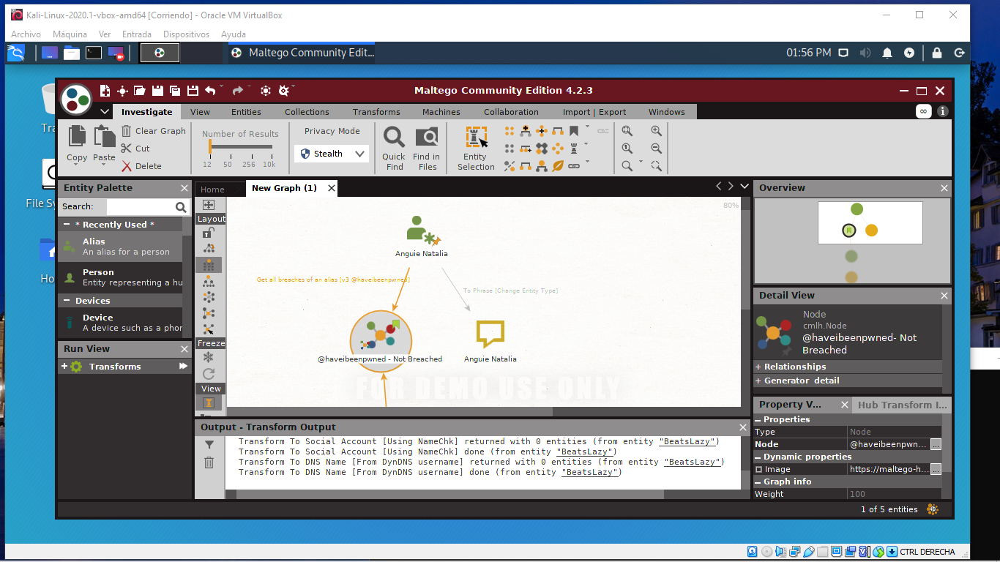 Kali-Linux-2020.1-vbox-amd64 [Corriendo] - Oracle VM VirtualBox
Archivo Máquina Ver Entrada Dispositivos Ayuda
Maltego Community Edit... 01:56 PM
Tra
File Sy
Ho
Maltego Community Edition 4.2.3
Investigate View Entities Collections Transforms Machines Collaboration Import | Export Windows
Copy Paste
Clear Graph
Cut
Delete
Number of Results
12 50 256 10k
Privacy Mode
Stealth
Quick Find
Find in Files
Entity Selection
Entity Palette
Search:
* Recently Used *
Alias
An alias for a person
Person
Entity representing a hu
Devices
Device
A device such as a phor
Run View
Transforms
Home New Graph (1)
Layout
Freeze
View
80%
Anguie Natalia
Get all breaches of an alias [v3 @haveibeenpwned]
To Phrase [Change Entity Type]
@haveibeenpwned - Not Breached
Anguie Natalia
FOR DEMO USE ONLY
Output - Transform Output
Transform To Social Account [Using NameChk] returned with 0 entities (from entity "BeatsLazy")
Transform To Social Account [Using NameChk] done (from entity "BeatsLazy")
Transform To DNS Name [From DynDNS username] returned with 0 entities (from entity "BeatsLazy")
Transform To DNS Name [From DynDNS username] done (from entity "BeatsLazy")
Overview
Detail View
Node
cmlh.Node
@haveibeenpwned- Not
Breached
+ Relationships
+ Generator detail
Property V... Hub Transform I...
Properties
Type Node
Node @haveibeenpwn... ...
Dynamic properties
Image https://maltego-h... ...
Graph info
Weight 100
1 of 5 entities
CTRL DERECHA